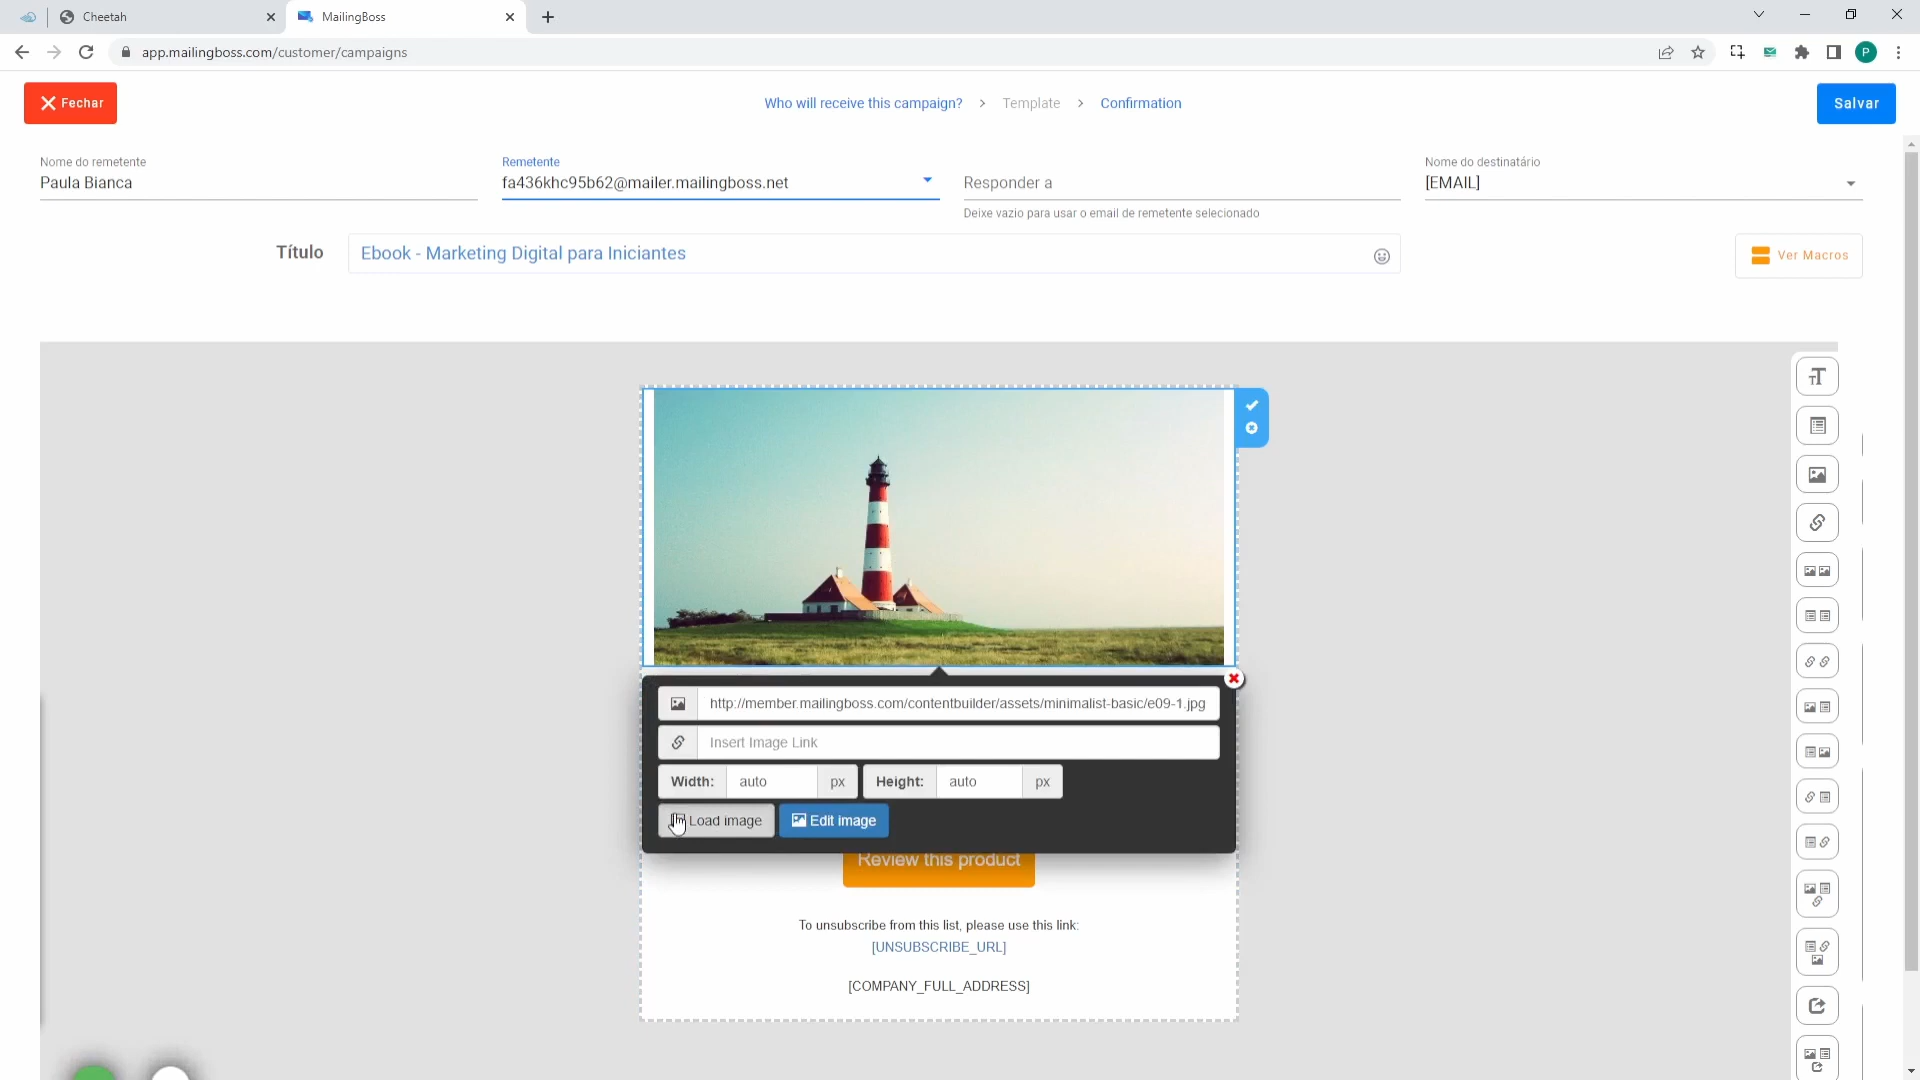 Cheetah
MailingBoss
app.mailingboss.com/customer/campaigns
P
Fechar
Who will receive this campaign? > Template > Confirmation
Salvar
Nome do remetente
Paula Bianca
Remetente
fa436khc95b62@mailer.mailingboss.net
Responder a
Deixe vazio para usar o email de remetente selecionado
Nome do destinatário
[EMAIL]
Título
Ebook - Marketing Digital para Iniciantes
Ver Macros
http://member.mailingboss.com/contentbuilder/assets/minimalist-basic/e09-1.jpg
Insert Image Link
Width: auto px Height: auto px
Load image
Edit image
Review this product
To unsubscribe from this list, please use this link:
[UNSUBSCRIBE_URL]
[COMPANY_FULL_ADDRESS]